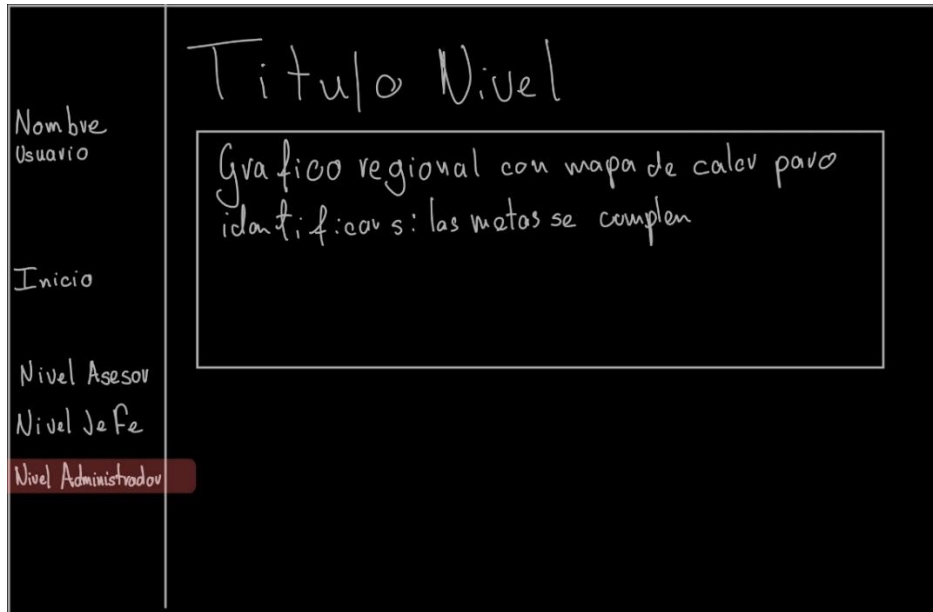 Nombre
Usuario
Inicio
Nivel Asesor
Nivel Jefe
Nivel Administrador
Titulo Nivel
Grafico regional con mapa de calor para
identificar si las metas se complen